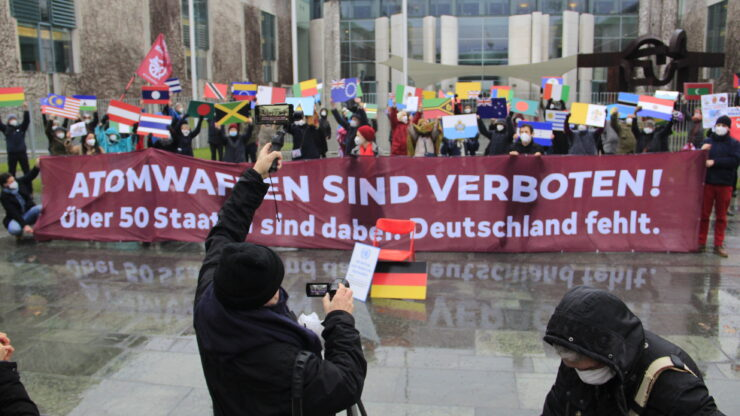 ATOMWAFFEN SIND VERBOTEN!
Über 50 Staaten sind dabei. Deutschland fehlt.